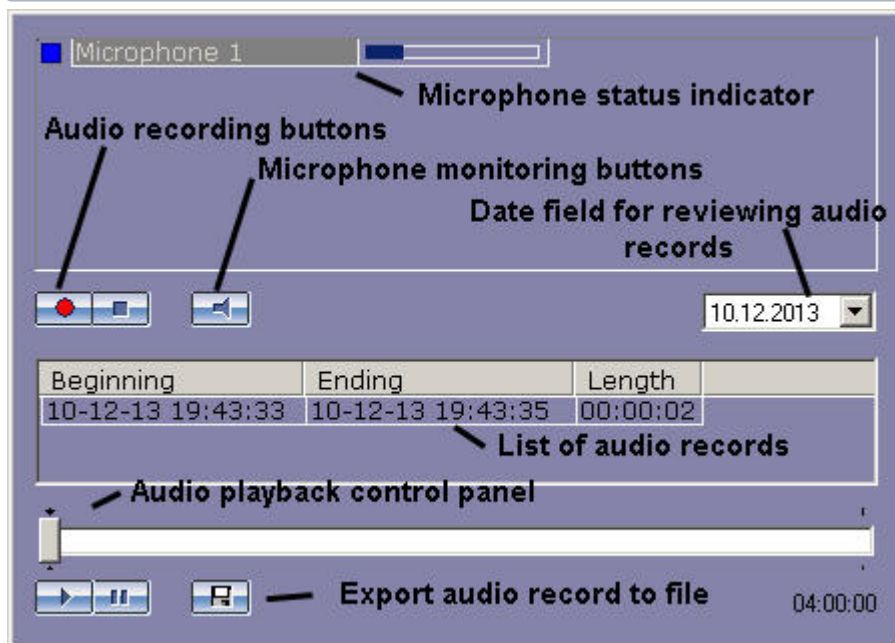 Microphone 1
Microphone status indicator
Audio recording buttons
Microphone monitoring buttons
Date field for reviewing audio
records
10.12.2013
Beginning Ending Length
10-12-13 19:43:33 10-12-13 19:43:35 00:00:02
List of audio records
Audio playback control panel
Export audio record to file
04:00:00